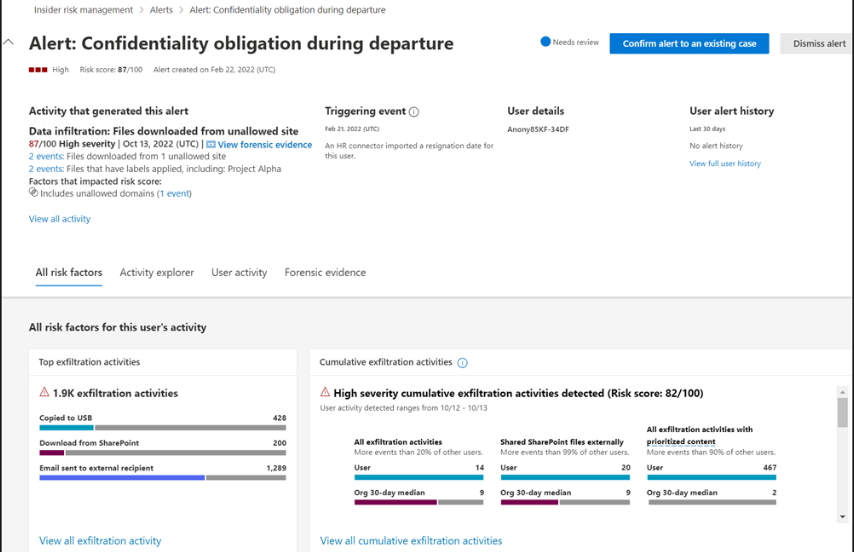 Insider risk management > Alerts > Alert: Confidentiality obligation during departure
Alert: Confidentiality obligation during departure
Needs review
Confirm alert to an existing case
Dismiss alert
High Risk score: 87/100 Alert created on Feb 22, 2022 (UTC)
Activity that generated this alert
Data infiltration: Files downloaded from unallowed site
87/100 High severity | Oct 13, 2022 (UTC) | View forensic evidence
2 events: Files downloaded from 1 unallowed site
2 events: Files that have labels applied, including: Project Alpha
Factors that impacted risk score:
Includes unallowed domains (1 event)
View all activity
Triggering event
Feb 21, 2022 (UTC)
An HR connector imported a resignation date for
this user.
User details
Anony85KF-34DF
User alert history
Last 30 days
No alert history
View full user history
All risk factors Activity explorer User activity Forensic evidence
All risk factors for this user's activity
Top exfiltration activities
1.9K exfiltration activities
Copied to USB 428
Download from SharePoint 200
Email sent to external recipient 1,289
View all exfiltration activity
Cumulative exfiltration activities
High severity cumulative exfiltration activities detected (Risk score: 82/100)
User activity detected ranges from 10/12 - 10/13
All exfiltration activities
More events than 20% of other users.
User 14
Org 30-day median 9
Shared SharePoint files externally
More events than 99% of other users.
User 20
Org 30-day median 9
All exfiltration activities with
prioritized content
More events than 90% of other users.
User 467
Org 30-day median 2
View all cumulative exfiltration activities